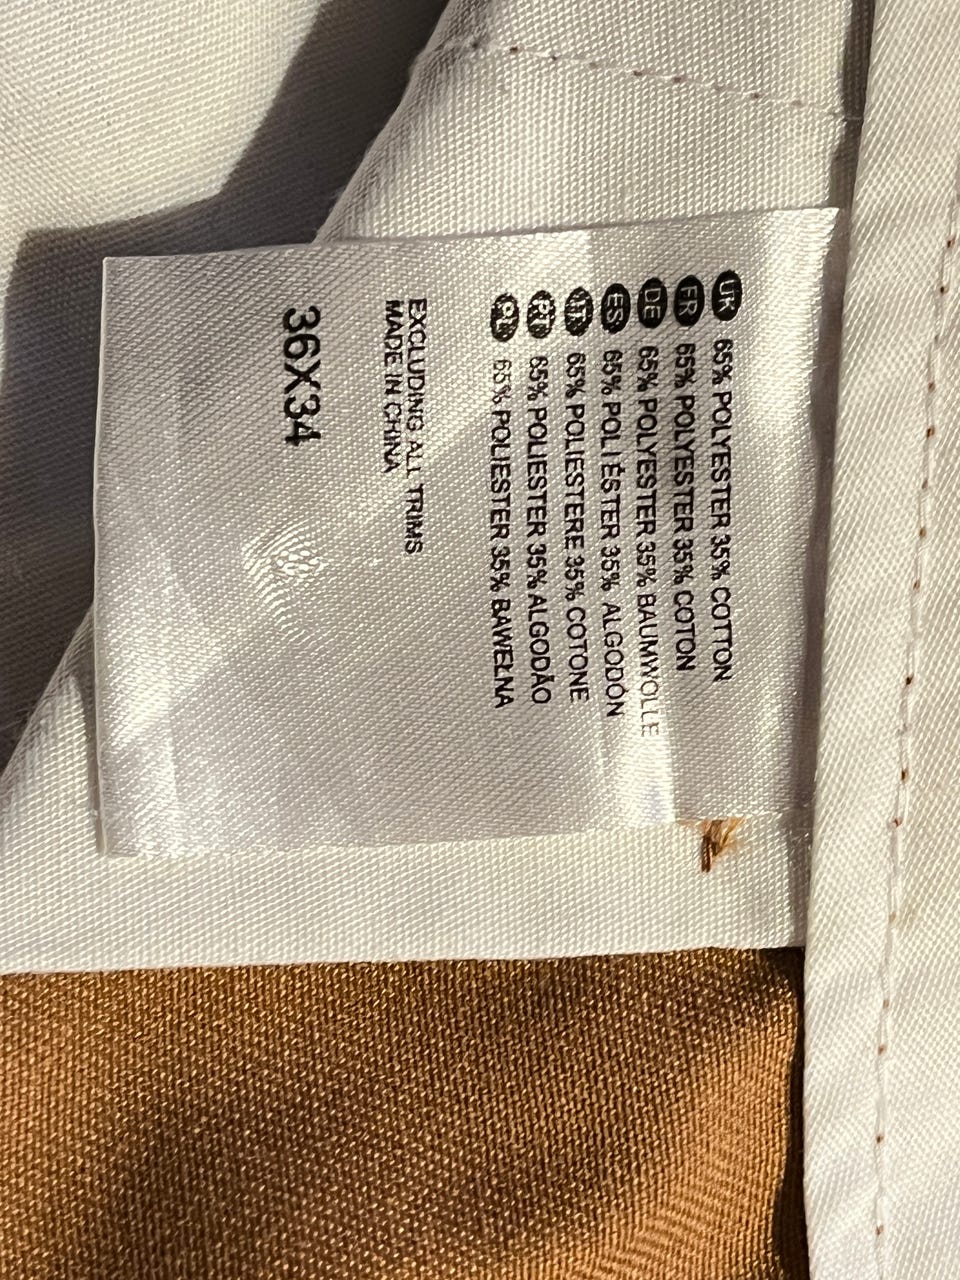 UK 65% POLYESTER 35% COTTON
FR 65% POLYESTER 35% COTON
DE 65% POLYESTER 35% BAUMWOLLE
ES 65% POLIÉSTER 35% ALGODÓN
IT 65% POLIESTERE 35% COTONE
PT 65% POLIESTER 35% ALGODÃO
PL 65% POLIESTER 35% BAWEŁNA
EXCLUDING ALL TRIMS
MADE IN CHINA
36X34